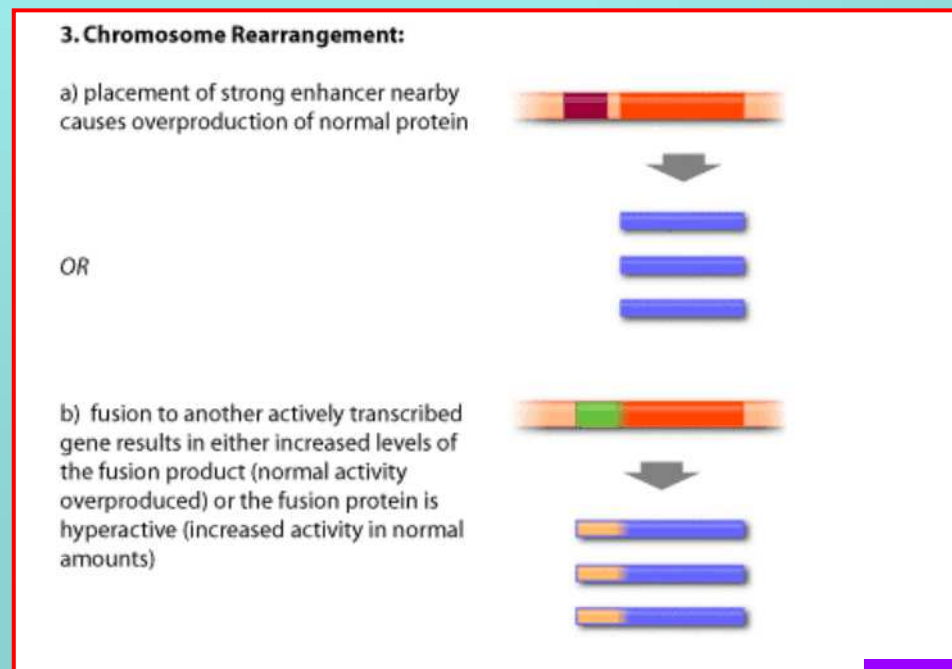 3. Chromosome Rearrangement:
a) placement of strong enhancer nearby
causes overproduction of normal protein
OR
b) fusion to another actively transcribed
gene results in either increased levels of
the fusion product (normal activity
overproduced) or the fusion protein is
hyperactive (increased activity in normal
amounts)